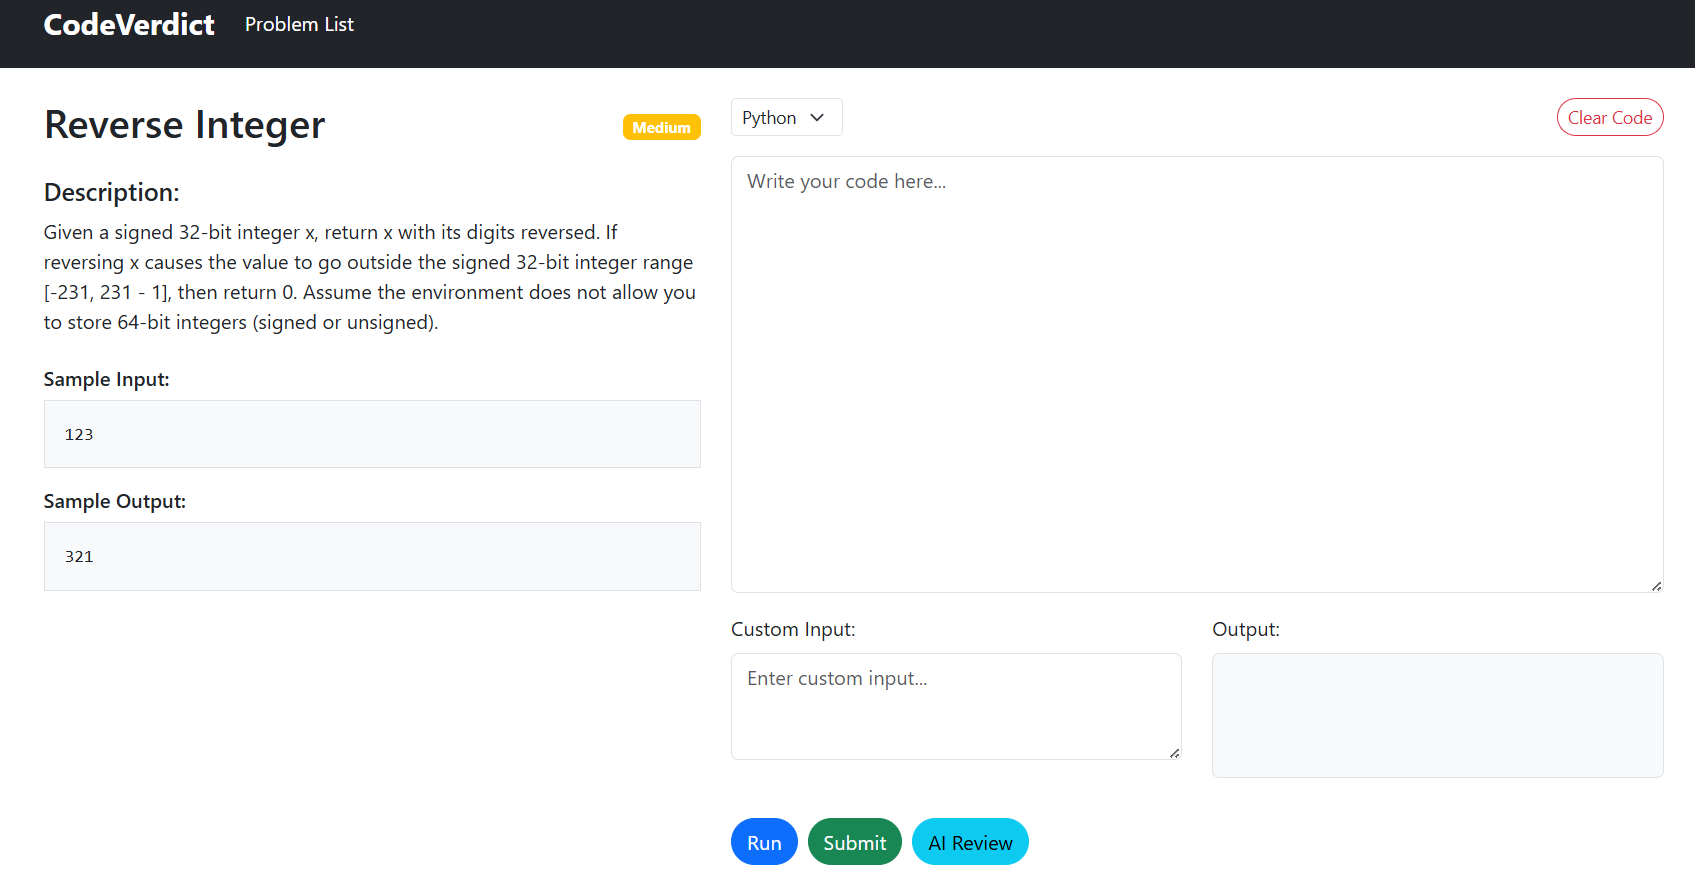 CodeVerdict Problem List
Reverse Integer
Medium
Description:
Given a signed 32-bit integer x, return x with its digits reversed. If
reversing x causes the value to go outside the signed 32-bit integer range
[-231, 231 - 1], then return 0. Assume the environment does not allow you
to store 64-bit integers (signed or unsigned).
Sample Input:
123
Sample Output:
321
Python
Clear Code
Write your code here...
Custom Input:
Enter custom input...
Output:
Run Submit AI Review